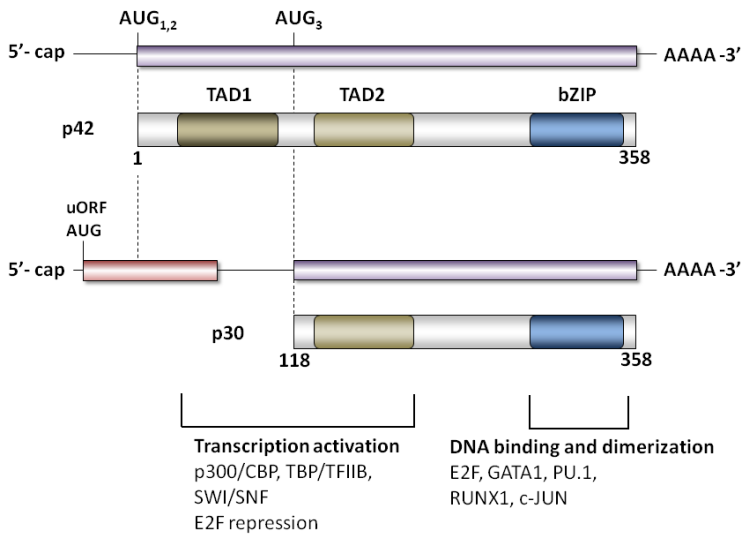 AUG1,2 AUG3
5'- cap AAAA -3'
TAD1 TAD2 bZIP
p42
1 358
uORF
AUG
5'- cap AAAA -3'
p30
118 358
Transcription activation
p300/CBP, TBP/TFIIB,
SWI/SNF
E2F repression
DNA binding and dimerization
E2F, GATA1, PU.1,
RUNX1, c-JUN